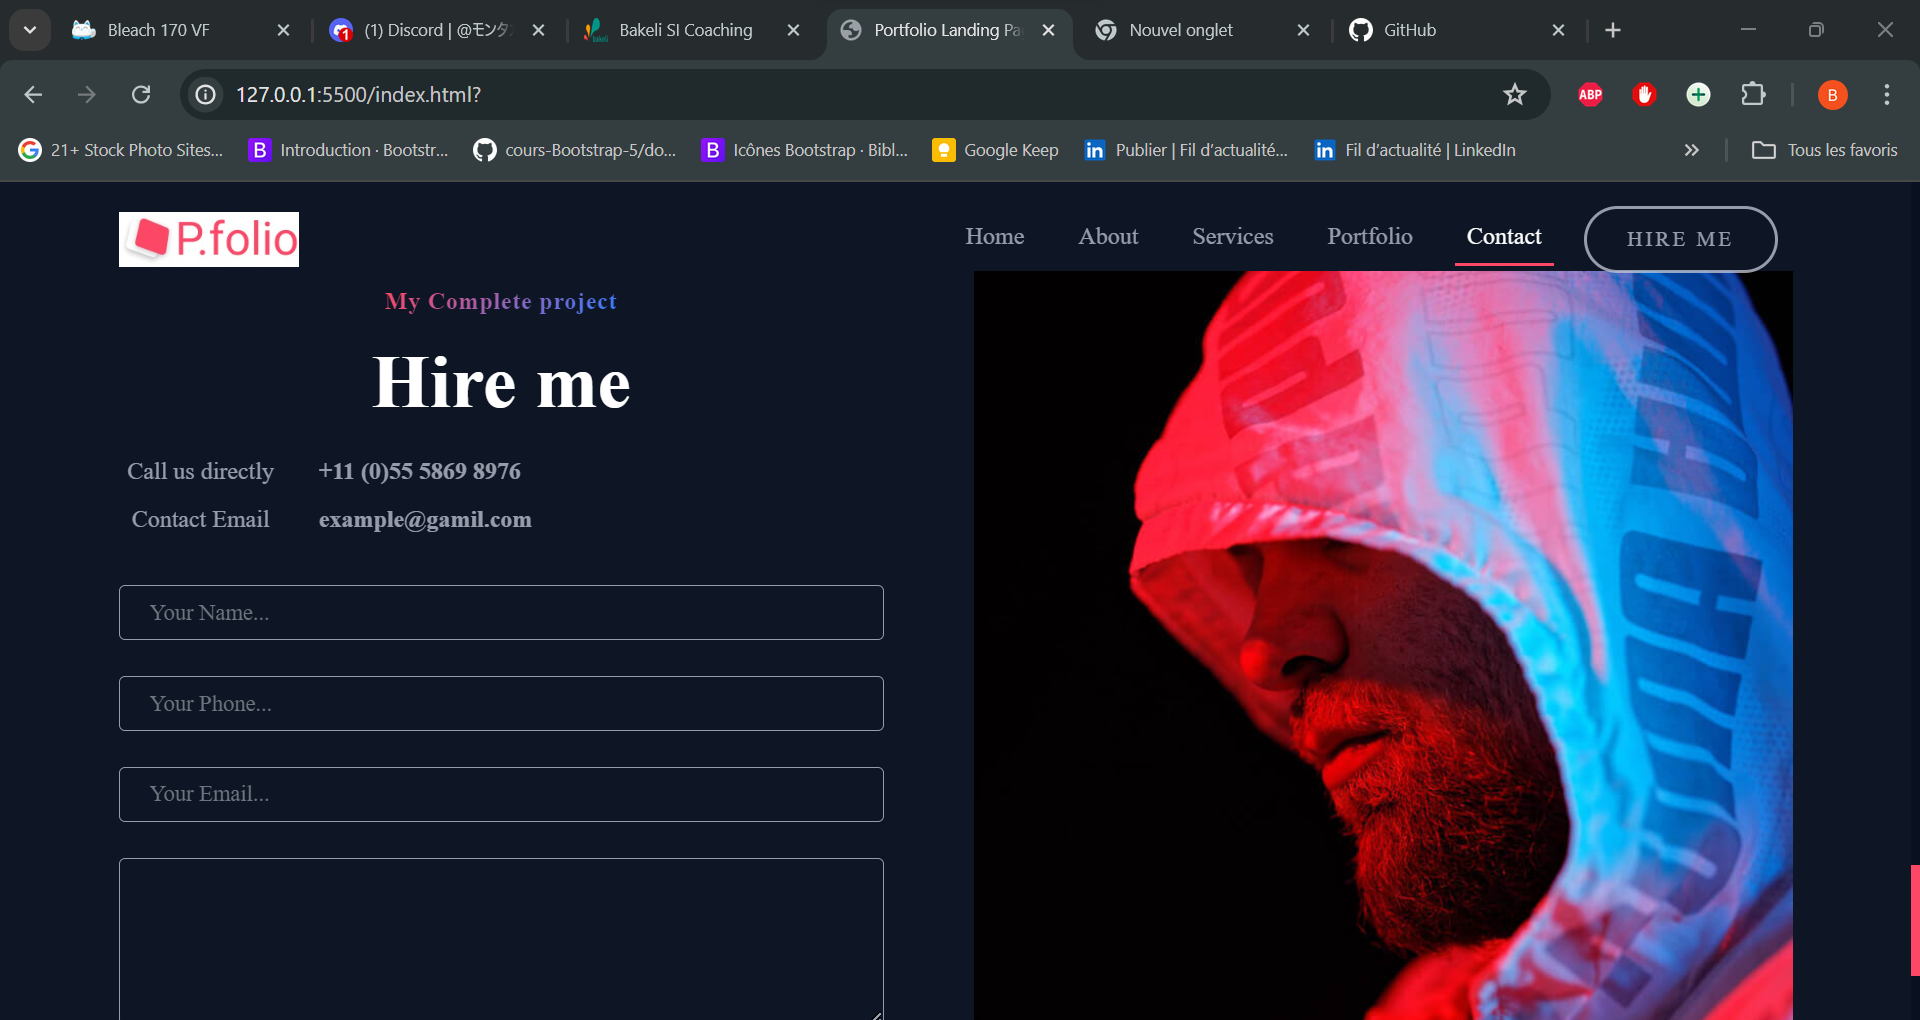 Bleach 170 VF
(1) Discord | @モンタ
Bakeli SI Coaching
Portfolio Landing Pa
Nouvel onglet
GitHub
127.0.0.1:5500/index.html?
ABP
B
21+ Stock Photo Sites...
B
Introduction · Bootstr...
cours-Bootstrap-5/do...
B
Icônes Bootstrap · Bibl...
Google Keep
in
Publier | Fil d'actualité...
in
Fil d'actualité | LinkedIn
Tous les favoris
P.folio
Home
About
Services
Portfolio
Contact
HIRE ME
My Complete project
Hire me
Call us directly
+11 (0)55 5869 8976
Contact Email
example@gamil.com
Your Name...
Your Phone...
Your Email...